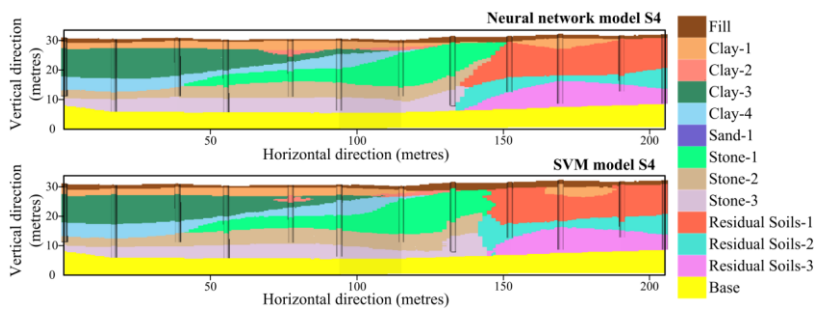 Neural network model S4
Vertical direction
(metres)
30
20
10
0
50
100
150
200
Horizontal direction (metres)
SVM model S4
Vertical direction
(metres)
30
20
10
0
50
100
150
200
Horizontal direction (metres)
Fill
Clay-1
Clay-2
Clay-3
Clay-4
Sand-1
Stone-1
Stone-2
Stone-3
Residual Soils-1
Residual Soils-2
Residual Soils-3
Base